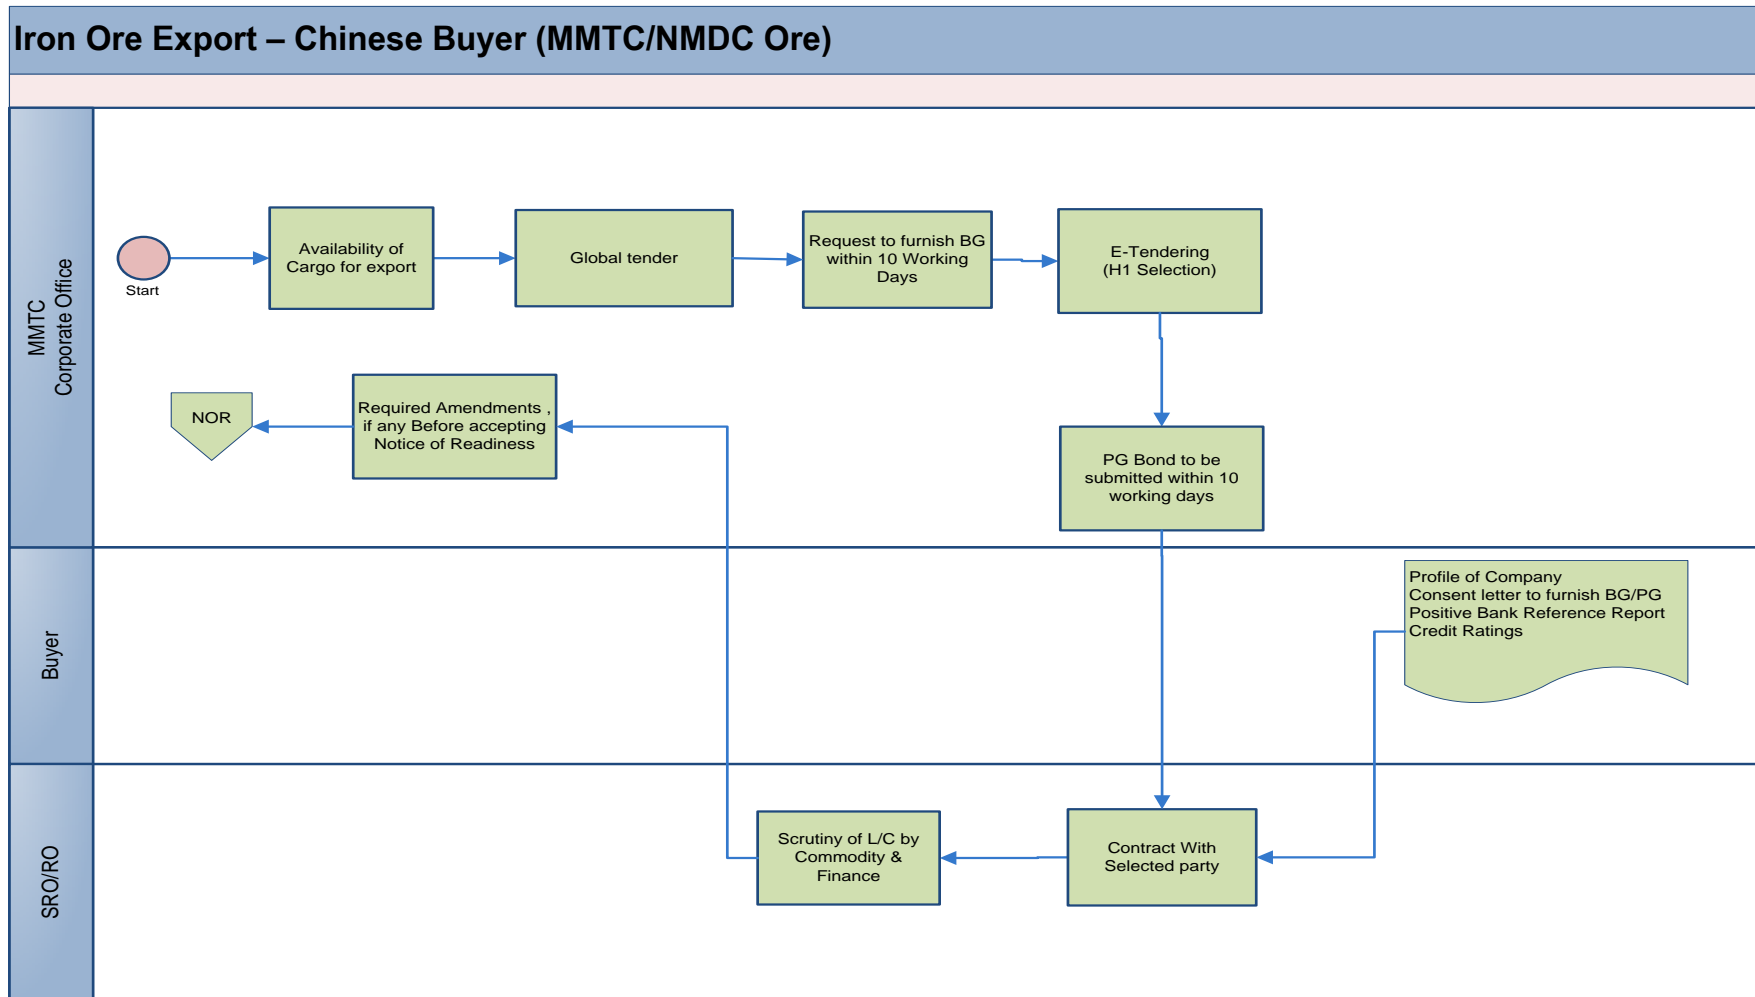 Iron Ore Export – Chinese Buyer (MMTC/NMDC Ore)
MMTC
Corporate Office
Start
Availability of
Cargo for export
Global tender
Request to furnish BG
within 10 Working
Days
E-Tendering
(H1 Selection)
NOR
Required Amendments ,
if any Before accepting
Notice of Readiness
PG Bond to be
submitted within 10
working days
Buyer
Profile of Company
Consent letter to furnish BG/PG
Positive Bank Reference Report
Credit Ratings
SRO/RO
Scrutiny of L/C by
Commodity &
Finance
Contract With
Selected party